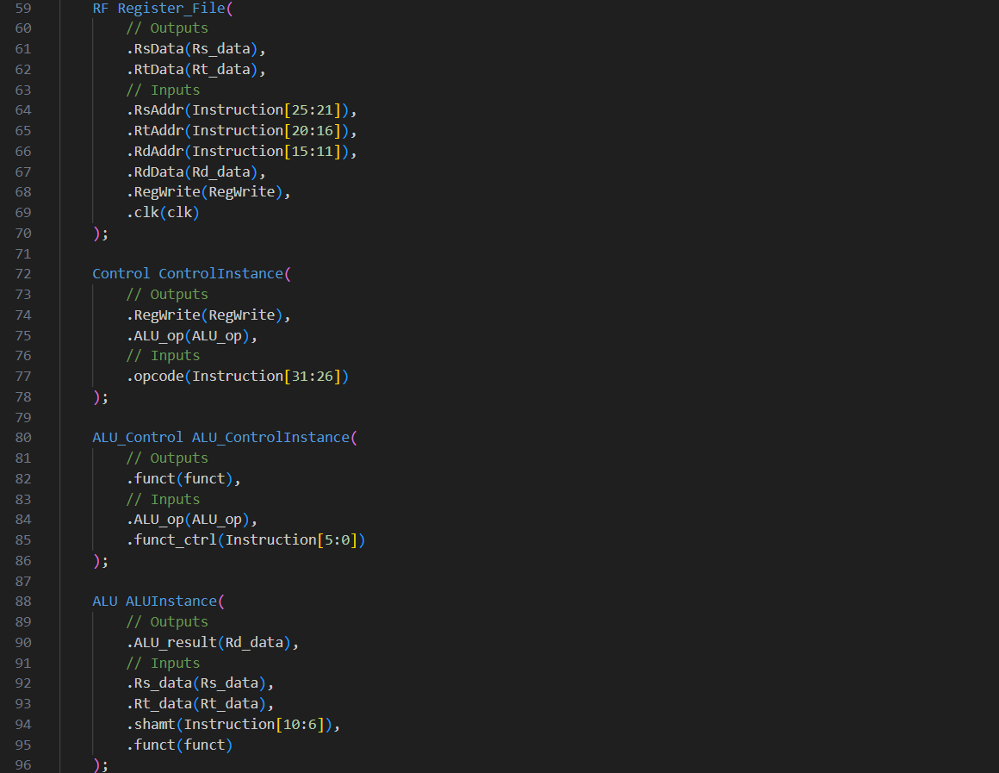 59 RF Register_File(
60 // Outputs
61 .RsData(Rs_data),
62 .RtData(Rt_data),
63 // Inputs
64 .RsAddr(Instruction[25:21]),
65 .RtAddr(Instruction[20:16]),
66 .RdAddr(Instruction[15:11]),
67 .RdData(Rd_data),
68 .RegWrite(RegWrite),
69 .clk(clk)
70 );
71
72 Control ControlInstance(
73 // Outputs
74 .RegWrite(RegWrite),
75 .ALU_op(ALU_op),
76 // Inputs
77 .opcode(Instruction[31:26])
78 );
79
80 ALU_Control ALU_ControlInstance(
81 // Outputs
82 .funct(funct),
83 // Inputs
84 .ALU_op(ALU_op),
85 .funct_ctrl(Instruction[5:0])
86 );
87
88 ALU ALUInstance(
89 // Outputs
90 .ALU_result(Rd_data),
91 // Inputs
92 .Rs_data(Rs_data),
93 .Rt_data(Rt_data),
94 .shamt(Instruction[10:6]),
95 .funct(funct)
96 );